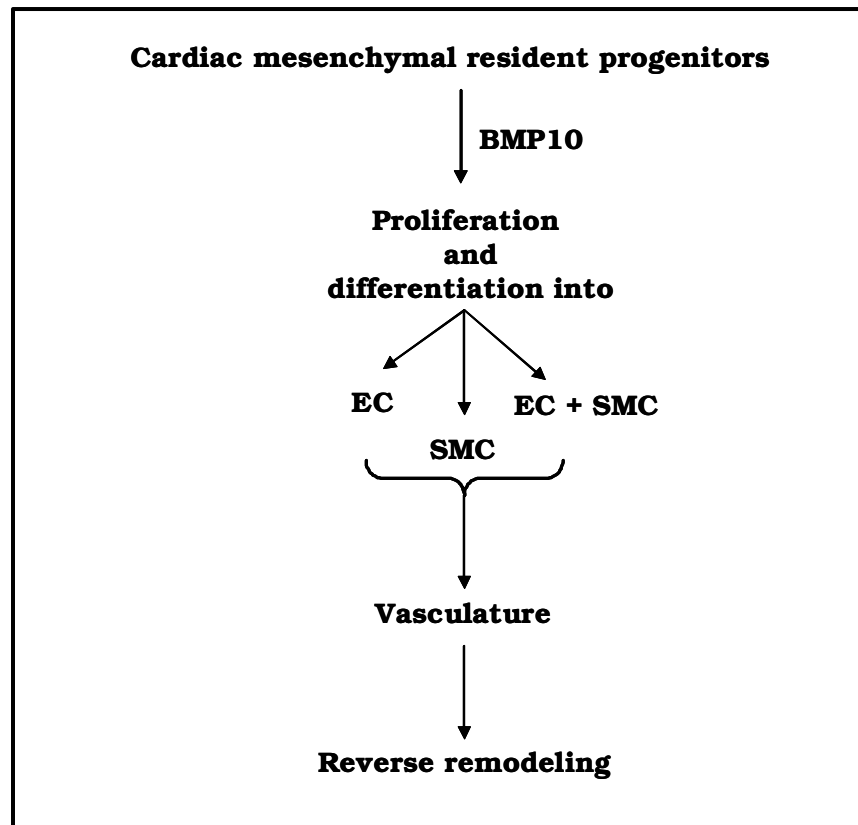 Cardiac mesenchymal resident progenitors
BMP10
Proliferation
and
differentiation into
EC
EC + SMC
SMC
Vasculature
Reverse remodeling